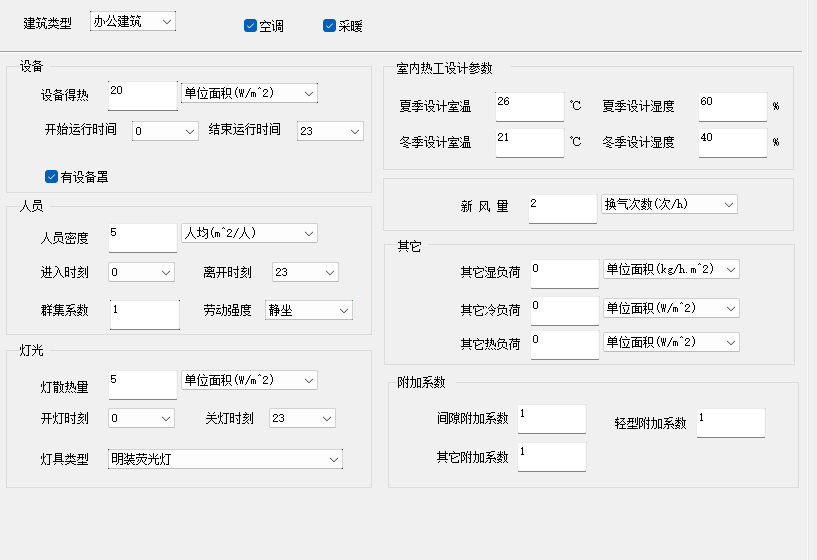 建筑类型 办公建筑 空调 采暖
设备
设备得热 20 单位面积(W/m^2)
开始运行时间 0 结束运行时间 23
有设备罩
人员
人员密度 5 人均(m^2/人)
进入时刻 0 离开时刻 23
群集系数 1 劳动强度 静坐
灯光
灯散热量 5 单位面积(W/m^2)
开灯时刻 0 关灯时刻 23
灯具类型 明装荧光灯
室内热工设计参数
夏季设计室温 26 ℃ 夏季设计湿度 60 %
冬季设计室温 21 ℃ 冬季设计湿度 40 %
新 风 量 2 换气次数(次/h)
其它
其它湿负荷 0 单位面积(kg/h.m^2)
其它冷负荷 0 单位面积(W/m^2)
其它热负荷 0 单位面积(W/m^2)
附加系数
间隙附加系数 1 轻型附加系数 1
其它附加系数 1